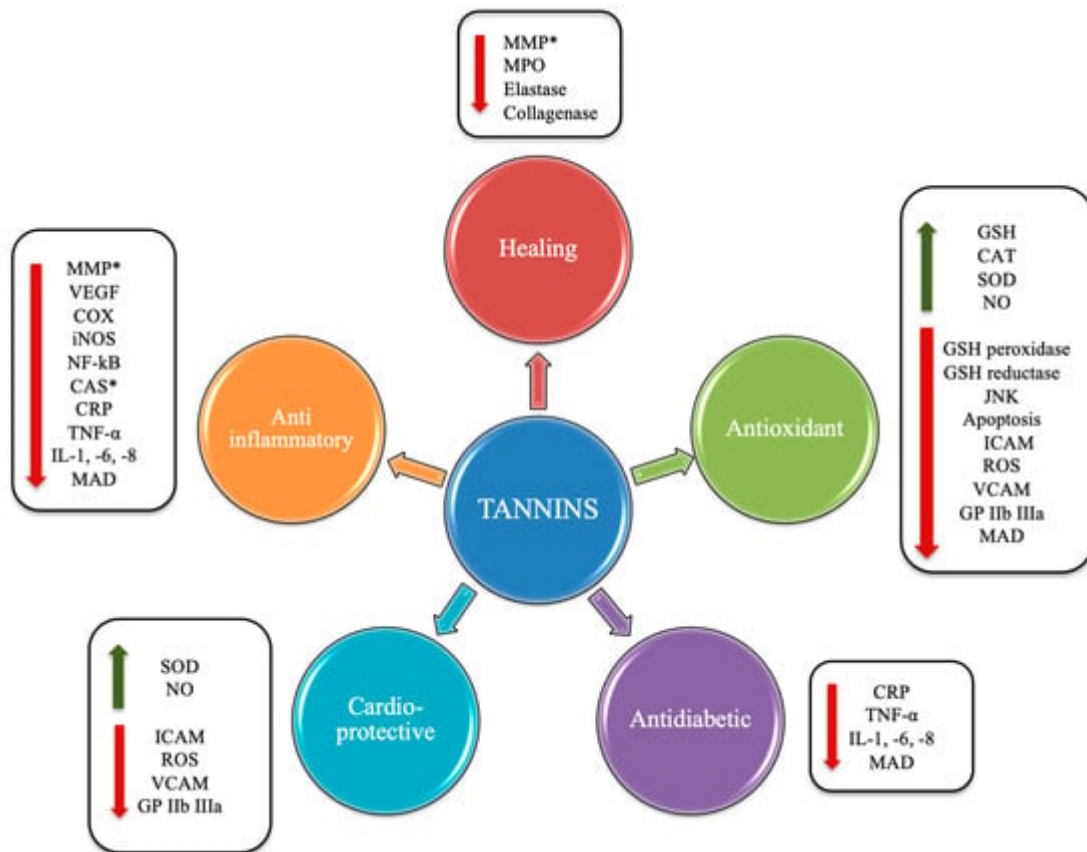 MMP*
MPO
Elastase
Collagenase
Healing
GSH
CAT
SOD
NO
GSH peroxidase
GSH reductase
JNK
Apoptosis
ICAM
ROS
VCAM
GP IIb IIIa
MAD
Antioxidant
MMP*
VEGF
COX
iNOS
NF-kB
CAS*
CRP
TNF-α
IL-1, -6, -8
MAD
Anti
inflammatory
TANNINS
SOD
NO
ICAM
ROS
VCAM
GP IIb IIIa
Cardio-
protective
Antidiabetic
CRP
TNF-α
IL-1, -6, -8
MAD